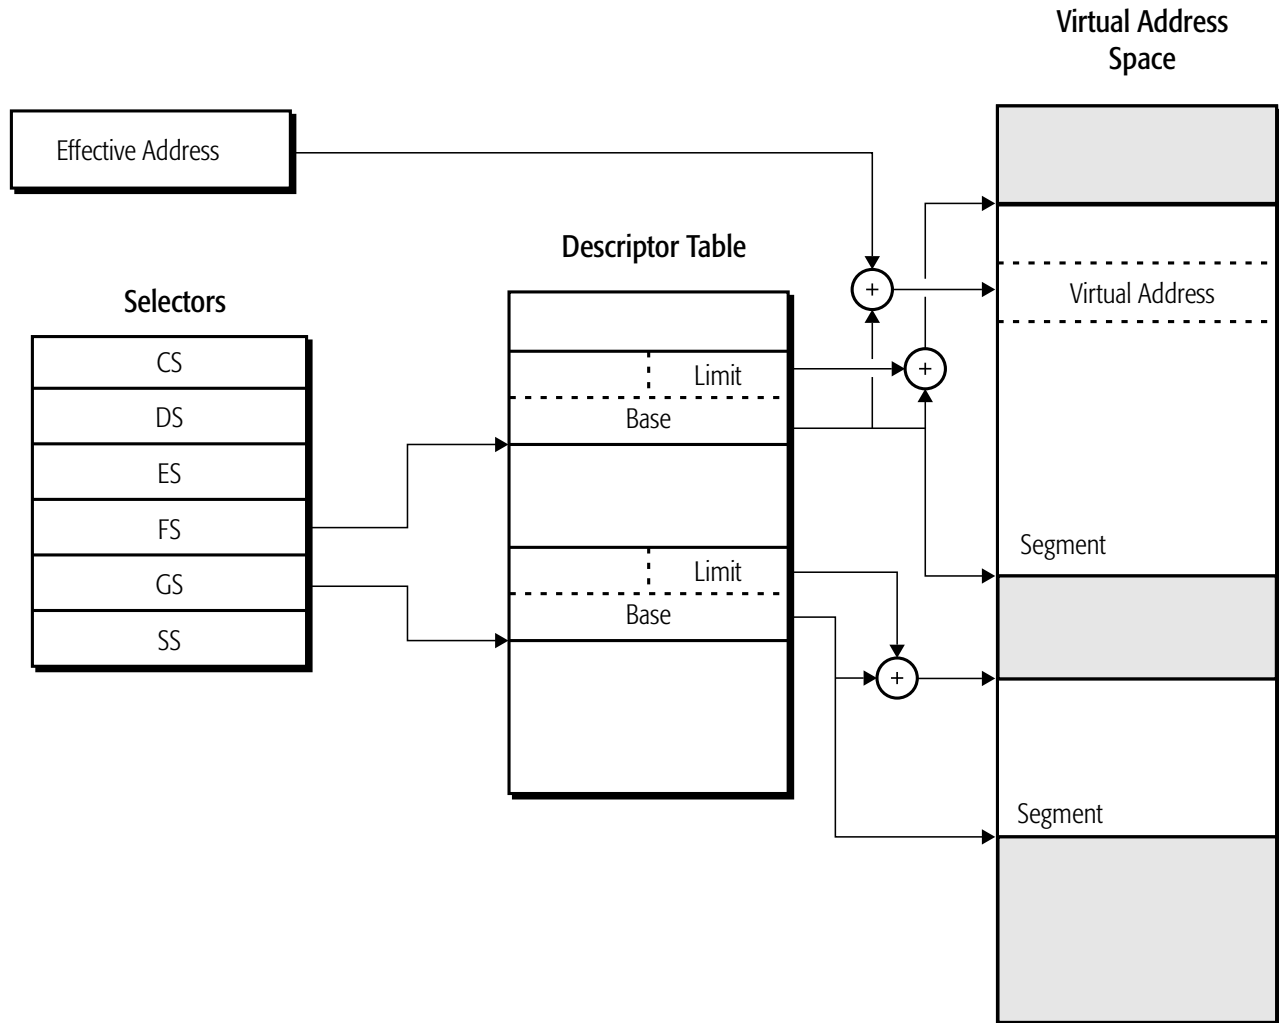 Virtual Address
Space
Effective Address
Descriptor Table
Selectors
CS
DS
ES
FS
GS
SS
Limit
Base
Limit
Base
+
+
+
Virtual Address
Segment
Segment